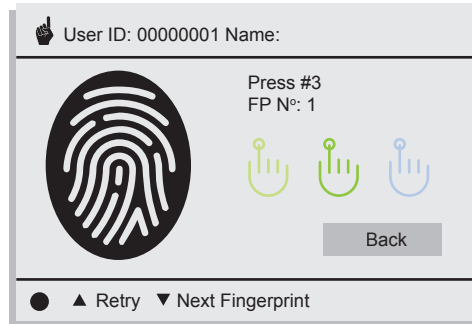 User ID: 00000001 Name:
Press #3
FP Nº: 1
Back
▲ Retry ▼ Next Fingerprint